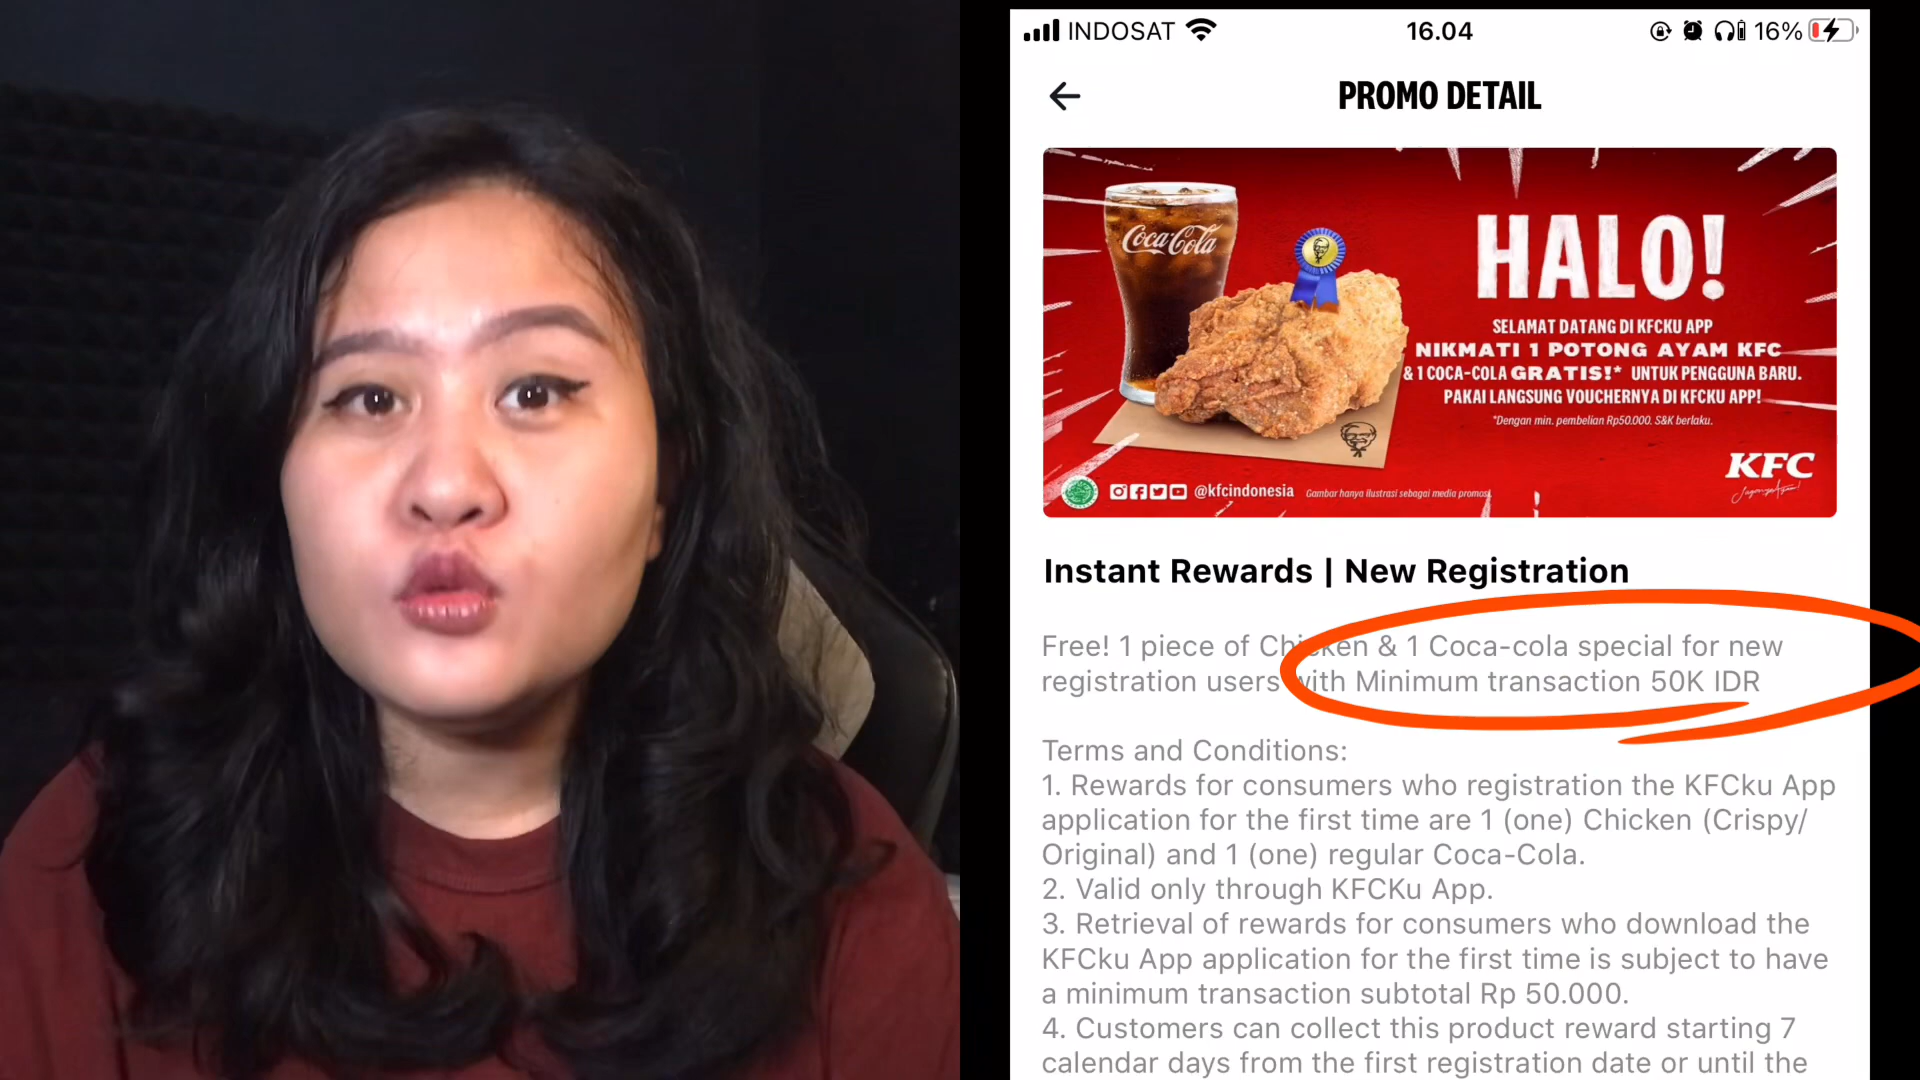 INDOSAT
16.04
16%
PROMO DETAIL
Coca-Cola
HALO!
SELAMAT DATANG DI KFCKU APP
NIKMATI 1 POTONG AYAM KFC
& 1 COCA-COLA GRATIS!* UNTUK PENGGUNA BARU.
PAKAI LANGSUNG VOUCHERNYA DI KFCKU APP!
*Dengan min. pembelian Rp50.000. S&K berlaku.
KFC
@kfcindonesia
Gambar hanya ilustrasi sebagai media promosi.
Instant Rewards | New Registration
Free! 1 piece of Chicken & 1 Coca-cola special for new
registration users with Minimum transaction 50K IDR
Terms and Conditions:
1. Rewards for consumers who registration the KFCku App
application for the first time are 1 (one) Chicken (Crispy/
Original) and 1 (one) regular Coca-Cola.
2. Valid only through KFCKu App.
3. Retrieval of rewards for consumers who download the
KFCku App application for the first time is subject to have
a minimum transaction subtotal Rp 50.000.
4. Customers can collect this product reward starting 7
calendar days from the first registration date or until the